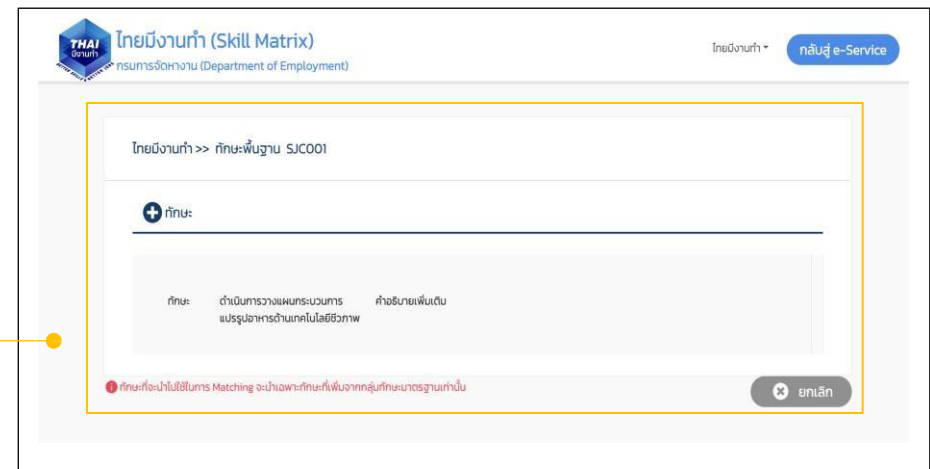 THAI
มีงานทำ
BETTER SKILLS BETTER JOBS
ไทยมีงานทำ (Skill Matrix)
กรมการจัดหางาน (Department of Employment)
ไทยมีงานทำ
กลับสู่ e-Service
ไทยมีงานทำ >> ทักษะพื้นฐาน SJC001
ทักษะ
ทักษะ: ดำเนินการวางแผนกระบวนการ คำอธิบายเพิ่มเติม
แปรรูปอาหารด้านเทคโนโลยีชีวภาพ
ทักษะที่จะนำไปใช้ในการ Matching จะนำเฉพาะทักษะที่เพิ่มจากกลุ่มทักษะมาตรฐานเท่านั้น
ยกเลิก